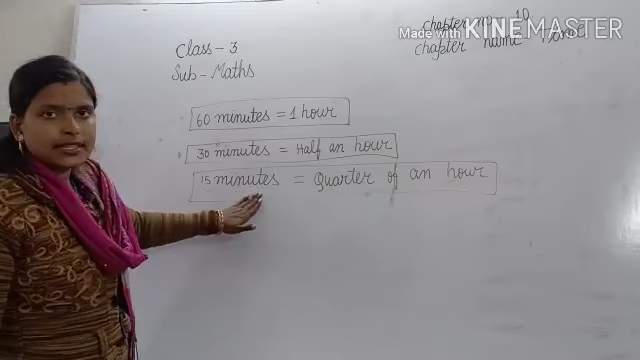 Class - 3
Sub - Maths
chapter no. 10
Made with KINEMASTER
chapter name
60 minutes = 1 hour
30 minutes = Half an hour
15 minutes = Quarter of an hour